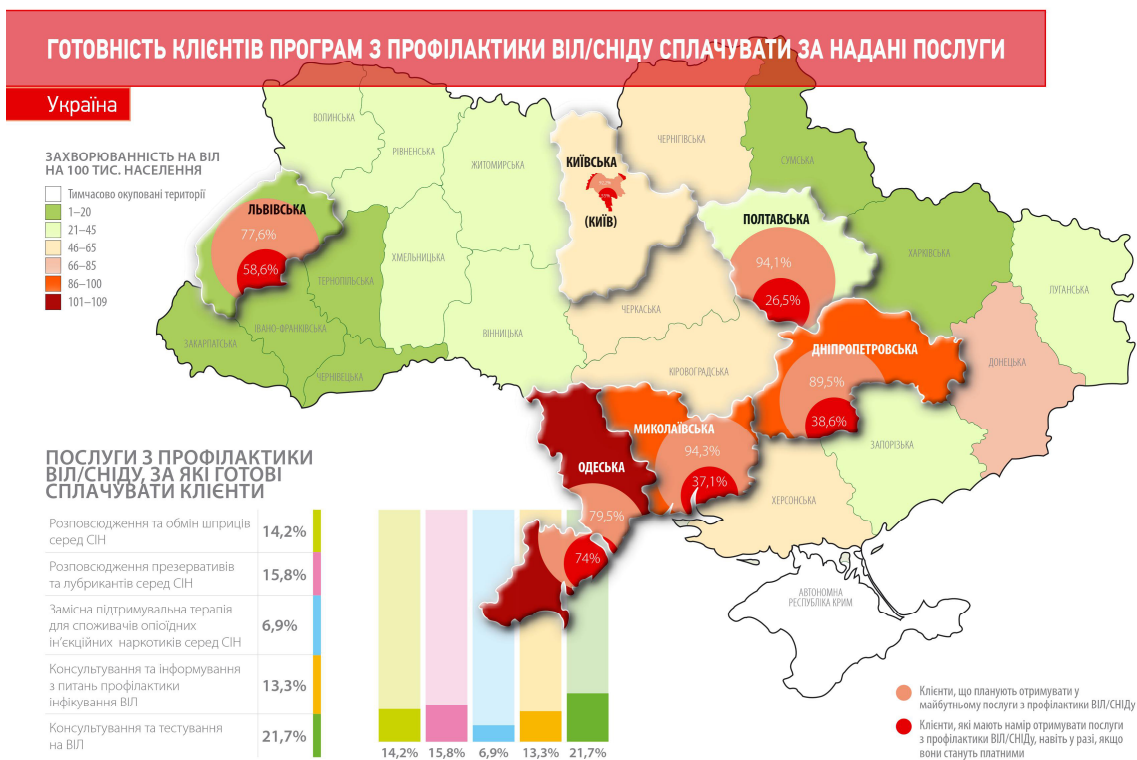 ГОТОВНІСТЬ КЛІЄНТІВ ПРОГРАМ З ПРОФІЛАКТИКИ ВІЛ/СНІДУ СПЛАЧУВАТИ ЗА НАДАНІ ПОСЛУГИ
Україна
ЗАХВОРЮВАННІСТЬ НА ВІЛ
НА 100 ТИС. НАСЕЛЕННЯ
Тимчасово окуповані території
1–20
21–45
46–65
66–85
86–100
101–109
ВОЛИНСЬКА
РІВНЕНСЬКА
ЖИТОМИРСЬКА
КИЇВСЬКА
(КИЇВ)
ЧЕРНІГІВСЬКА
СУМСЬКА
ЛЬВІВСЬКА
77,6%
58,6%
ТЕРНОПІЛЬСЬКА
ХМЕЛЬНИЦЬКА
ПОЛТАВСЬКА
94,1%
26,5%
ХАРКІВСЬКА
ЛУГАНСЬКА
ЗАКАРПАТСЬКА
ІВАНО-ФРАНКІВСЬКА
ЧЕРНІВЕЦЬКА
ВІННИЦЬКА
ЧЕРКАСЬКА
КІРОВОГРАДСЬКА
ДНІПРОПЕТРОВСЬКА
89,5%
38,6%
ДОНЕЦЬКА
МИКОЛАЇВСЬКА
94,3%
37,1%
ЗАПОРІЗЬКА
ОДЕСЬКА
79,5%
74%
ХЕРСОНСЬКА
АВТОНОМНА
РЕСПУБЛІКА КРИМ
ПОСЛУГИ З ПРОФІЛАКТИКИ
ВІЛ/СНІДУ, ЗА ЯКІ ГОТОВІ
СПЛАЧУВАТИ КЛІЄНТИ
Розповсюдження та обмін шприців
серед СІН
14,2%
Розповсюдження презервативів
та лубрикантів серед СІН
15,8%
Замісна підтримувальна терапія
для споживачів опіоїдних
ін’єкційних наркотиків серед СІН
6,9%
Консультування та інформування
з питань профілактики
інфікування ВІЛ
13,3%
Консультування та тестування
на ВІЛ
21,7%
14,2% 15,8% 6,9% 13,3% 21,7%
Клієнти, що планують отримувати у
майбутньому послуги з профілактики ВІЛ/СНІДу
Клієнти, які мають намір отримувати послуги
з профілактики ВІЛ/СНІДу, навіть у разі, якщо
вони стануть платними